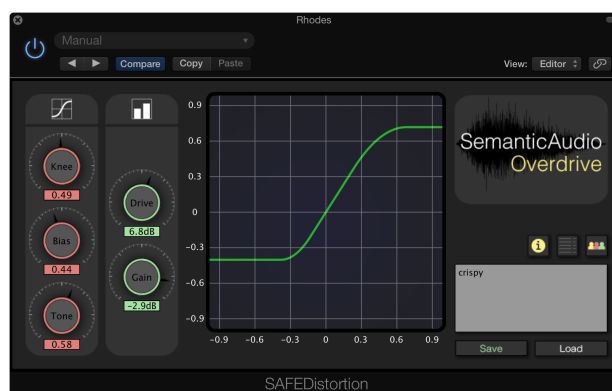 Rhodes
Manual
Compare Copy Paste View: Editor
0.9
0.6
0.3
0
-0.3
-0.6
-0.9
-0.9 -0.6 -0.3 0 0.3 0.6 0.9
Knee
0.49
Bias
0.44
Tone
0.58
Drive
6.8dB
Gain
-2.9dB
SemanticAudio
Overdrive
i
crispy
Save Load
SAFEDistortion